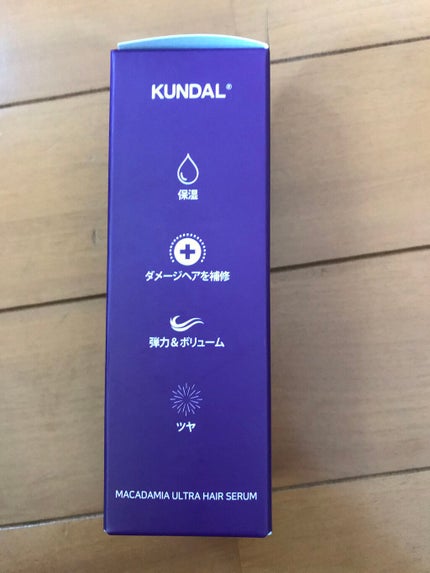 KUNDAL®
保湿
ダメージヘアを補修
弾力&ボリューム
ツヤ
MACADAMIA ULTRA HAIR SERUM